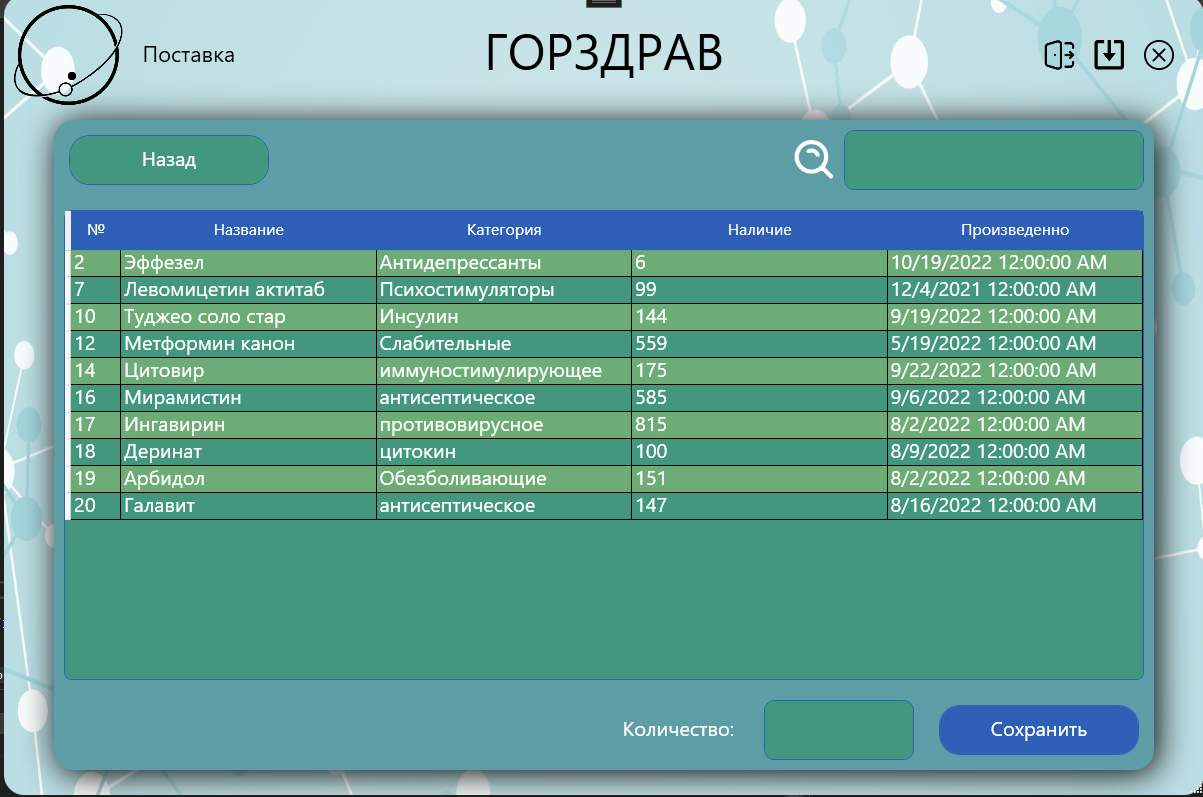 Поставка
ГОРЗДРАВ
Назад
№ Название Категория Наличие Произведенно
2 Эффезел Антидепрессанты 6 10/19/2022 12:00:00 AM
7 Левомицетин актитаб Психостимуляторы 99 12/4/2021 12:00:00 AM
10 Туджео соло стар Инсулин 144 9/19/2022 12:00:00 AM
12 Метформин канон Слабительные 559 5/19/2022 12:00:00 AM
14 Цитовир иммуностимулирующее 175 9/22/2022 12:00:00 AM
16 Мирамистин антисептическое 585 9/6/2022 12:00:00 AM
17 Ингавирин противовирусное 815 8/2/2022 12:00:00 AM
18 Деринат цитокин 100 8/9/2022 12:00:00 AM
19 Арбидол Обезболивающие 151 8/2/2022 12:00:00 AM
20 Галавит антисептическое 147 8/16/2022 12:00:00 AM
Количество:
Сохранить